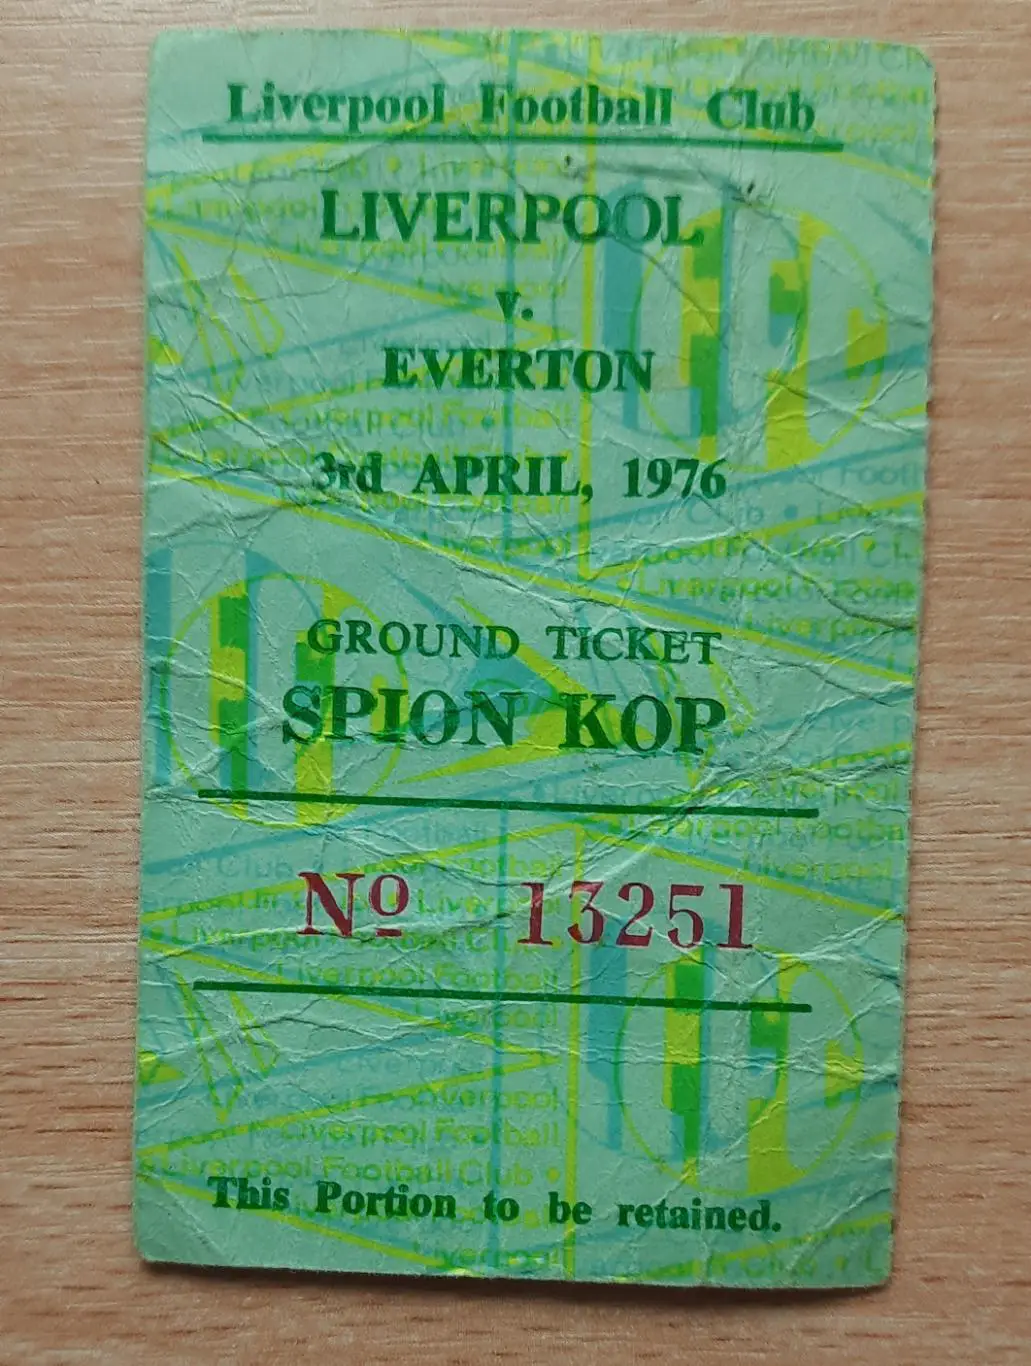 Liverpool Football Club
LIVERPOOL
v.
EVERTON
3rd APRIL, 1976
GROUND TICKET
SPION KOP
No 13251
This Portion to be retained.